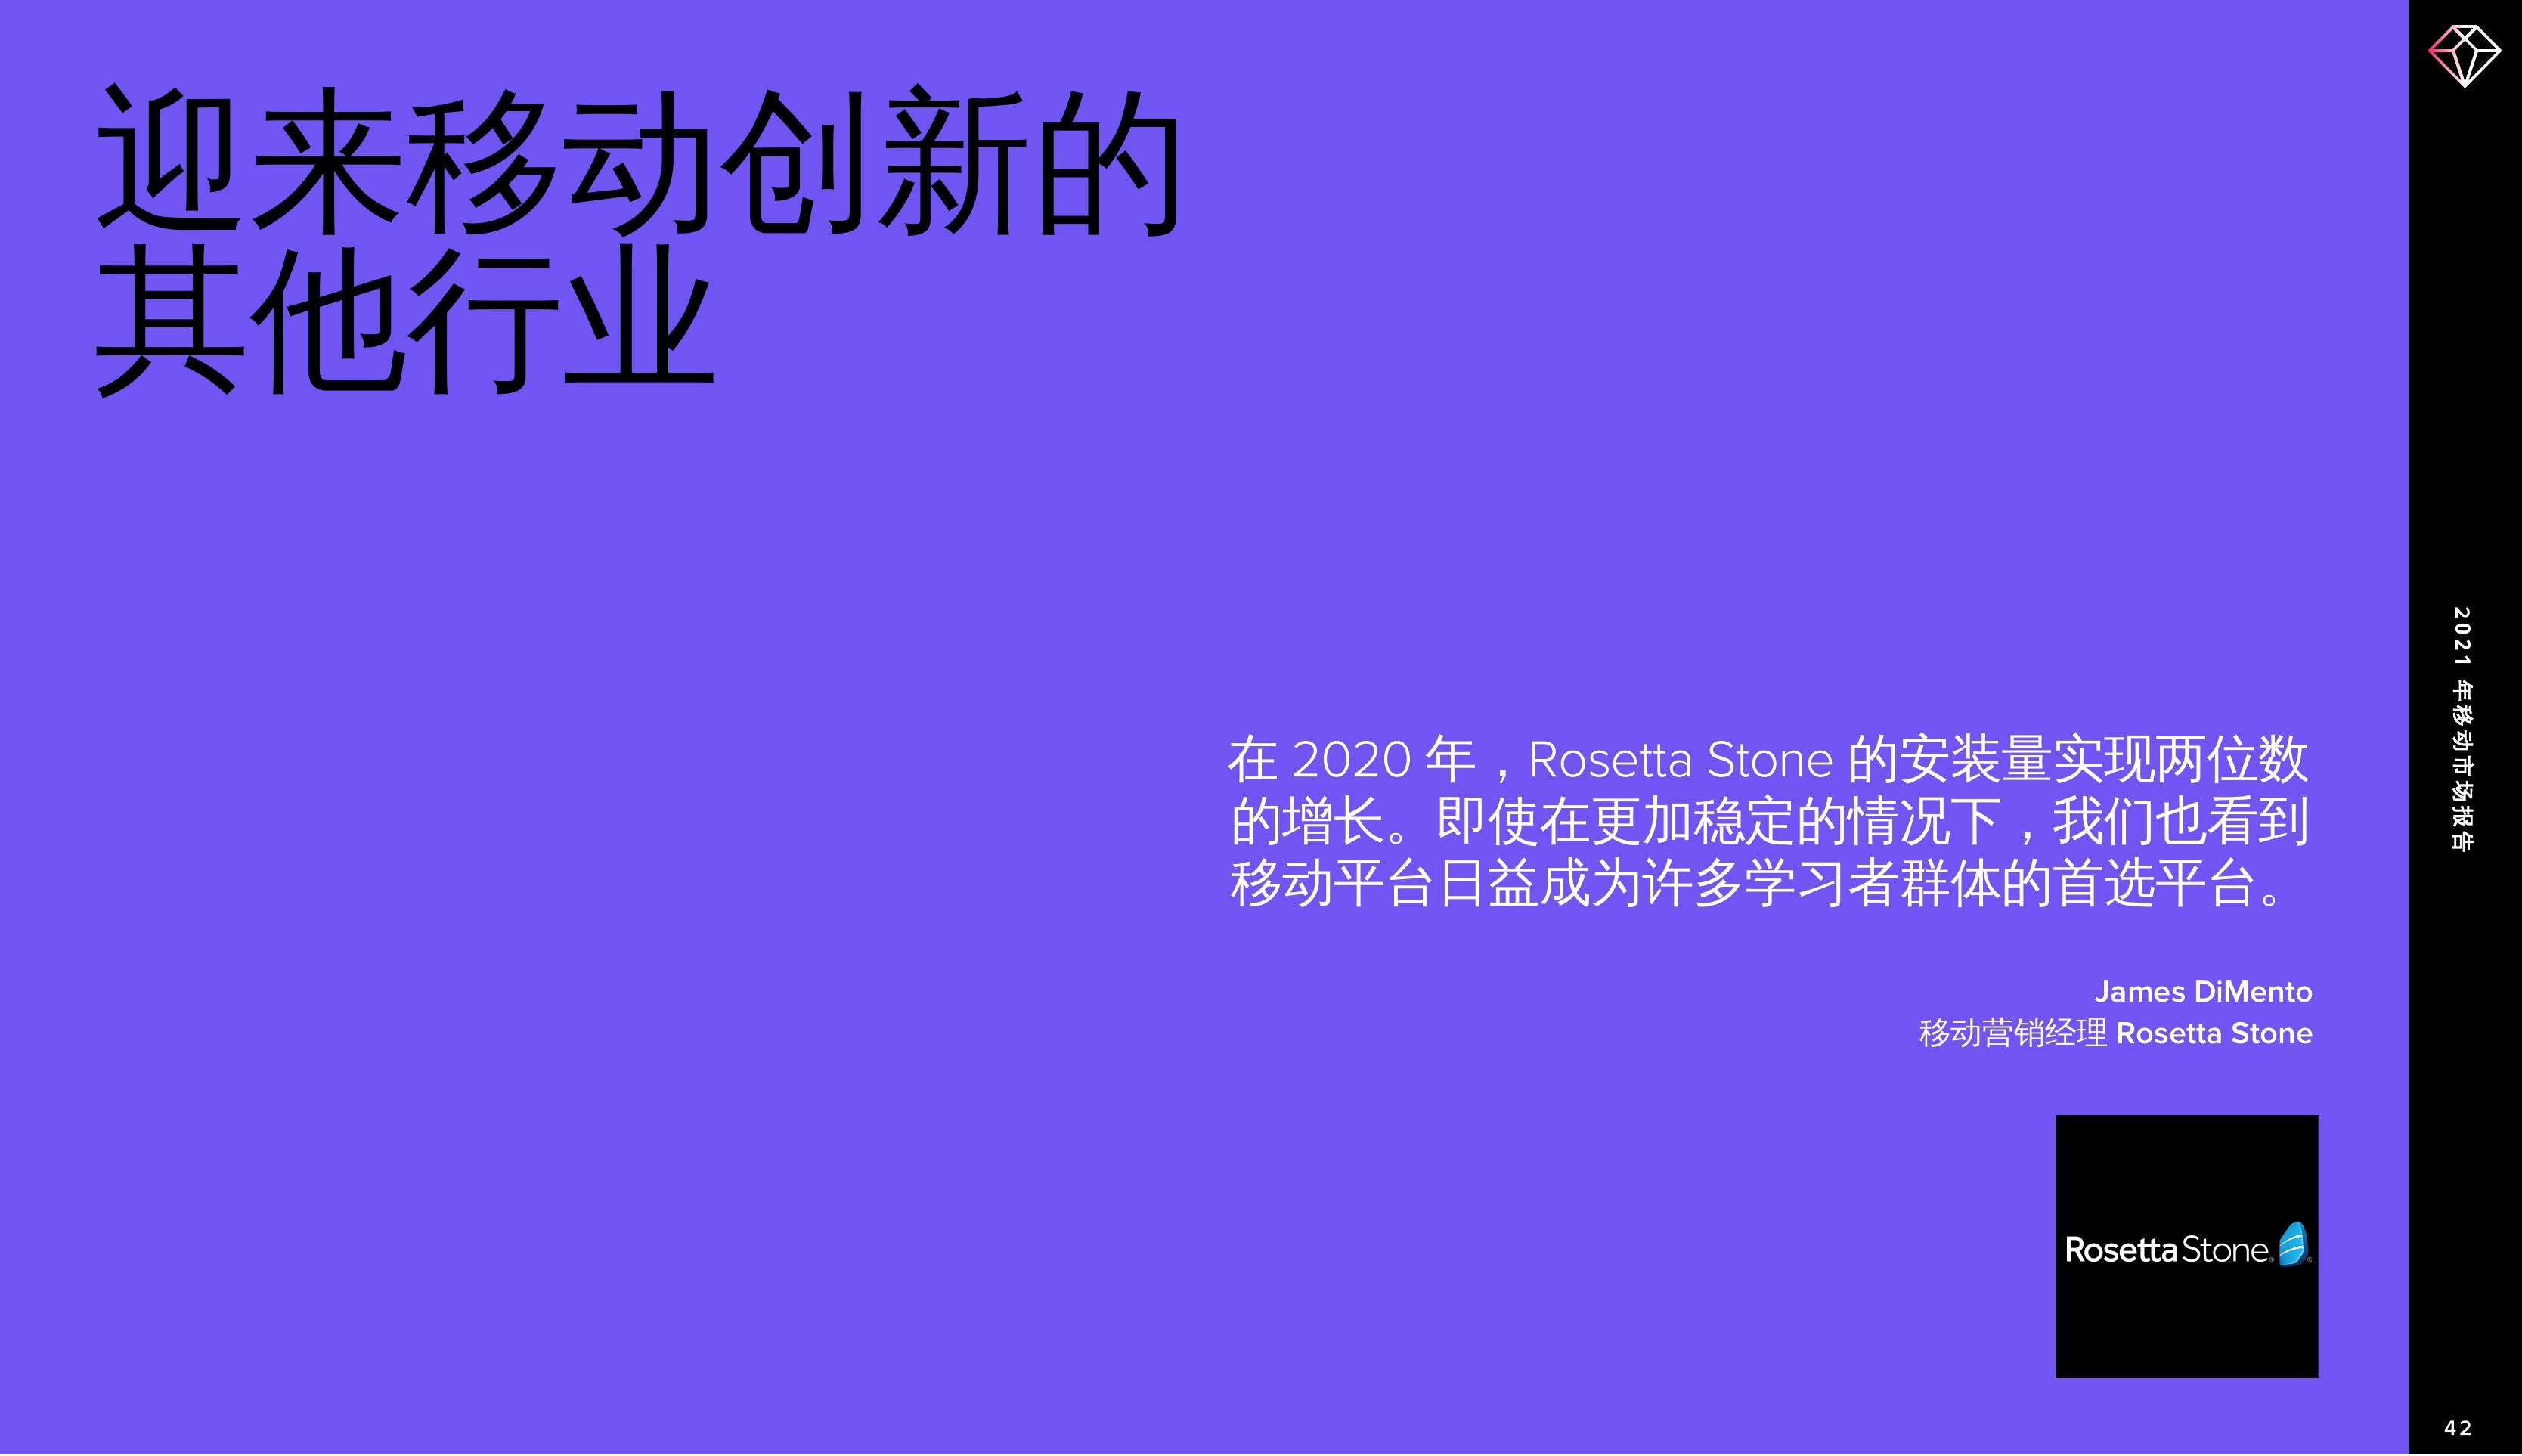 迎来移动创新的
其他行业
在 2020 年，Rosetta Stone 的安装量实现两位数
的增长。即使在更加稳定的情况下，我们也看到
移动平台日益成为许多学习者群体的首选平台。
James DiMento
移动营销经理 Rosetta Stone
Rosetta Stone® ®
2021 年移动市场报告
42